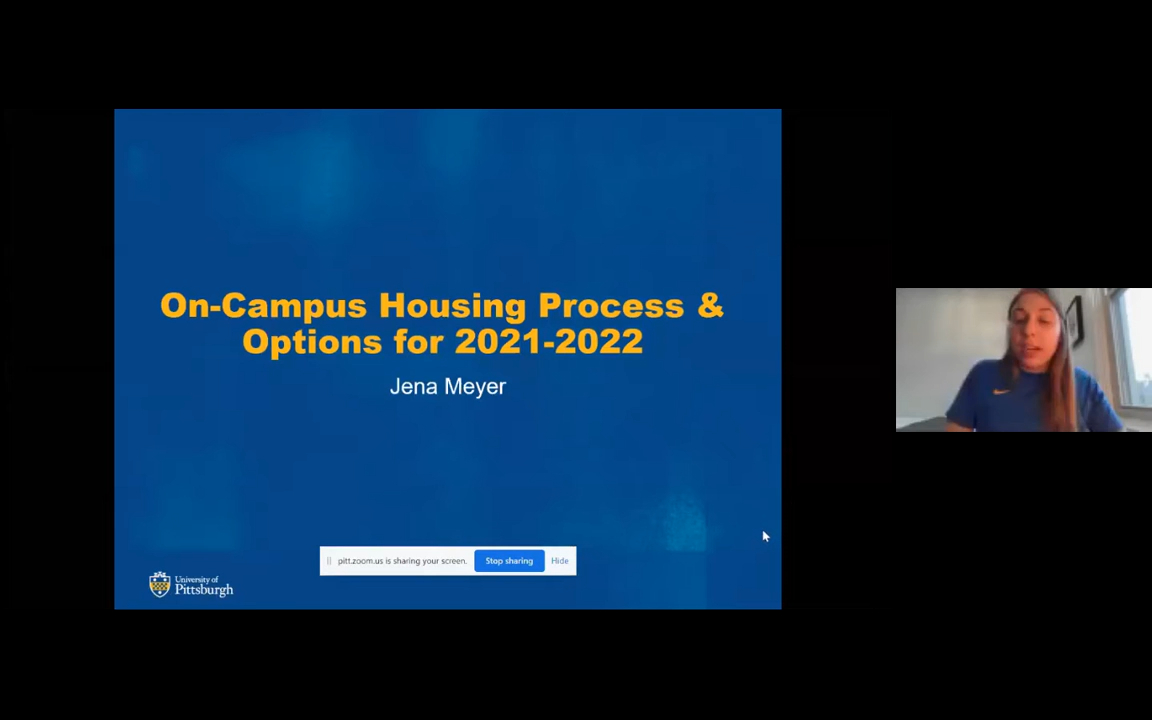 On-Campus Housing Process &
Options for 2021-2022
Jena Meyer
pitt.zoom.us is sharing your screen.
Stop sharing
Hide
University of
Pittsburgh